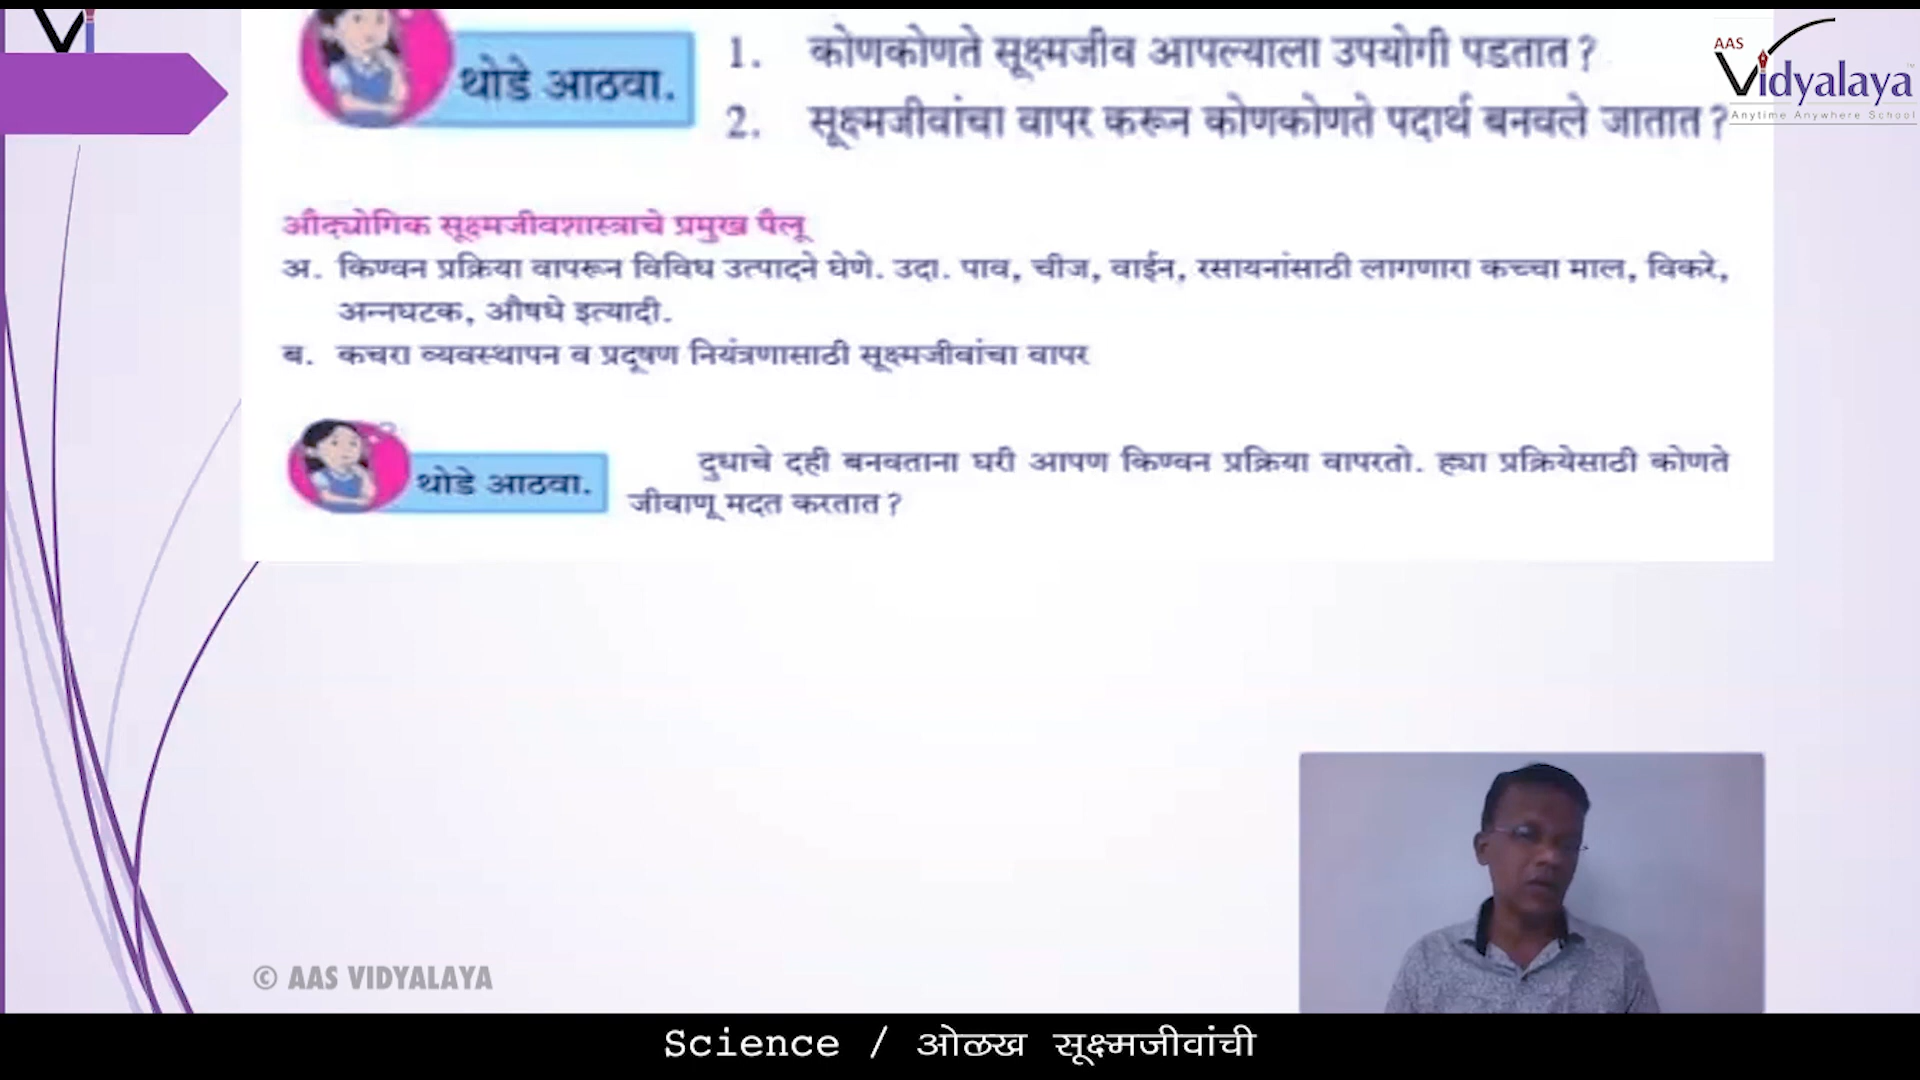 Vi
AAS
Vidyalaya
Anytime Anywhere School
थोडे आठवा.
1. कोणकोणते सूक्ष्मजीव आपल्याला उपयोगी पडतात ?
2. सूक्ष्मजीवांचा वापर करून कोणकोणते पदार्थ बनवले जातात ?
औद्योगिक सूक्ष्मजीवशास्त्राचे प्रमुख पैलू
अ. किण्वन प्रक्रिया वापरून विविध उत्पादने घेणे. उदा. पाव, चीज, वाईन, रसायनांसाठी लागणारा कच्चा माल, विकरे,
अन्नघटक, औषधे इत्यादी.
ब. कचरा व्यवस्थापन व प्रदूषण नियंत्रणासाठी सूक्ष्मजीवांचा वापर
थोडे आठवा.
दुधाचे दही बनवताना घरी आपण किण्वन प्रक्रिया वापरतो. ह्या प्रक्रियेसाठी कोणते
जीवाणू मदत करतात ?
© AAS VIDYALAYA
Science / ओळख सूक्ष्मजीवांची